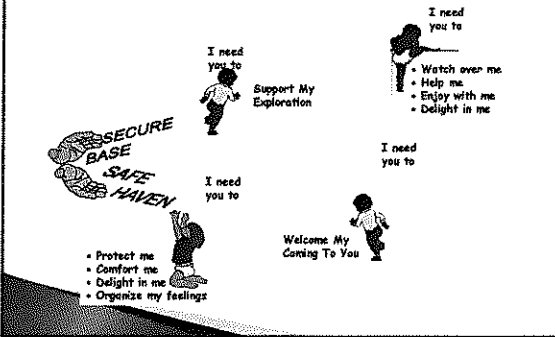 I need
you to
• Watch over me
• Help me
• Enjoy with me
• Delight in me
I need
you to
Support My
Exploration
SECURE
BASE
SAFE
HAVEN
I need
you to
I need
you to
Welcome My
Coming To You
• Protect me
• Comfort me
• Delight in me
• Organize my feelings